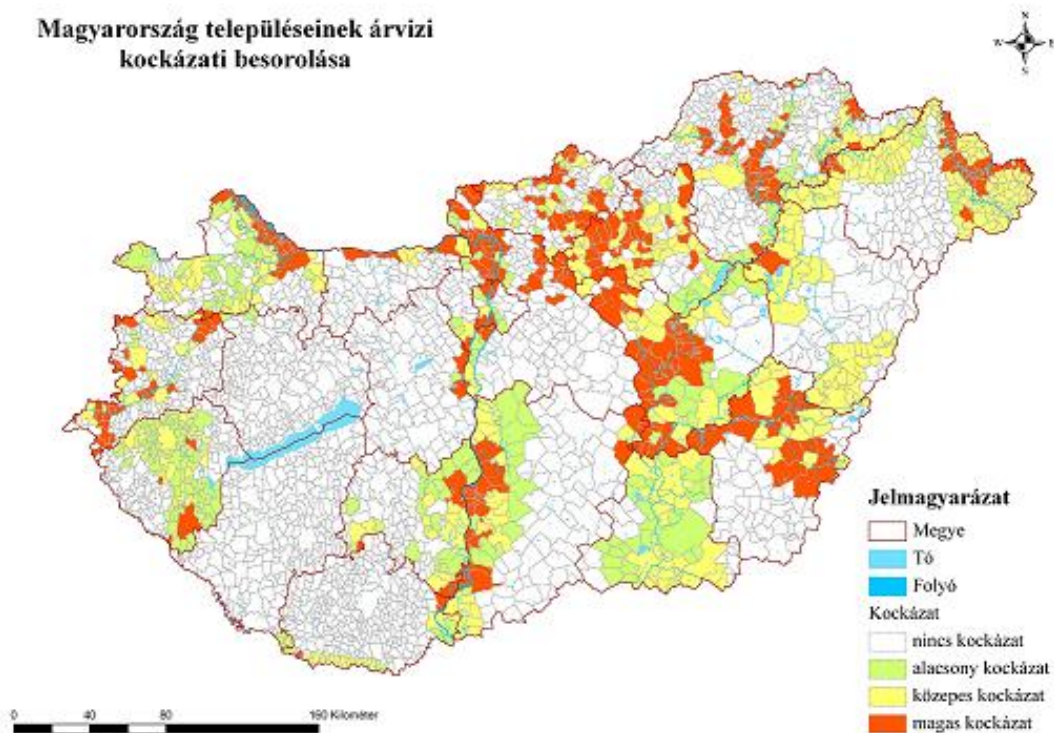 Magyarország településeinek árvizi
kockázati besorolása
N
W E
S
Jelmagyarázat
Megye
Tó
Folyó
Kockázat
nincs kockázat
alacsony kockázat
közepes kockázat
magas kockázat
0 40 80 160 Kilométer